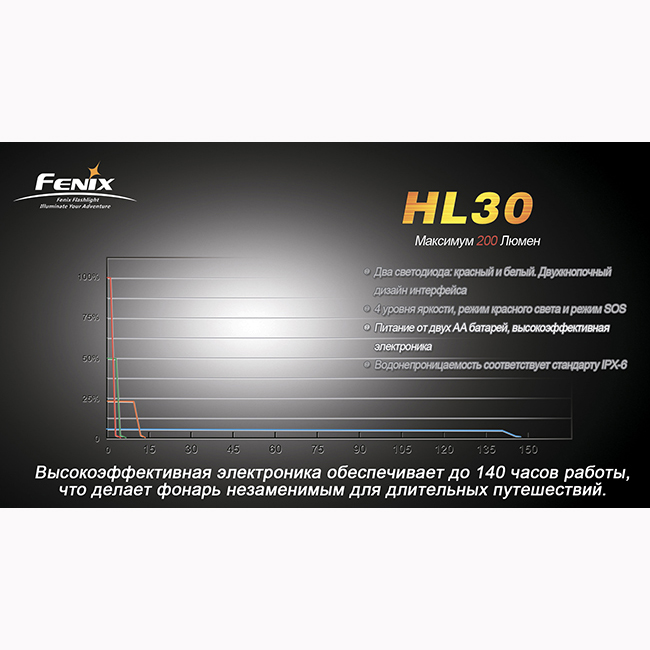 FENIX
Fenix Flashlight
Illuminate Your Adventure
HL30
Максимум 200 Люмен
Два светодиода: красный и белый. Двухкнопочный
дизайн интерфейса
4 уровня яркости, режим красного света и режим SOS
Питание от двух АА батарей, высокоэффективная
электроника
Водонепроницаемость соответствует стандарту IPX-6
100%
75%
50%
25%
0
0 15 30 45 60 75 90 105 120 135 150
Высокоэффективная электроника обеспечивает до 140 часов работы,
что делает фонарь незаменимым для длительных путешествий.